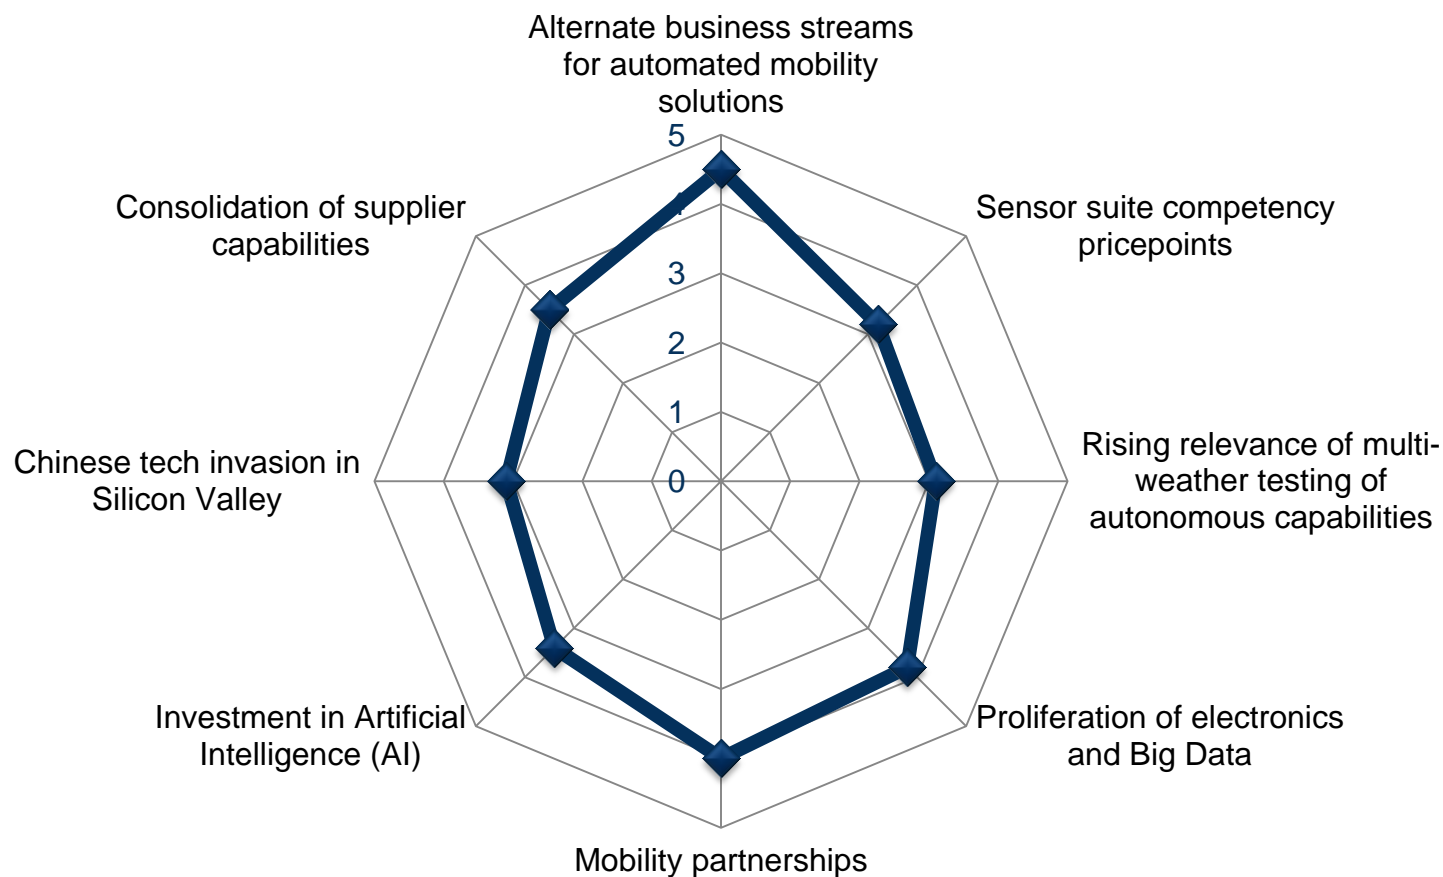 Alternate business streams
for automated mobility
solutions
5
4
3
2
1
0
Sensor suite competency
pricepoints
Rising relevance of multi-
weather testing of
autonomous capabilities
Proliferation of electronics
and Big Data
Mobility partnerships
Investment in Artificial
Intelligence (AI)
Chinese tech invasion in
Silicon Valley
Consolidation of supplier
capabilities